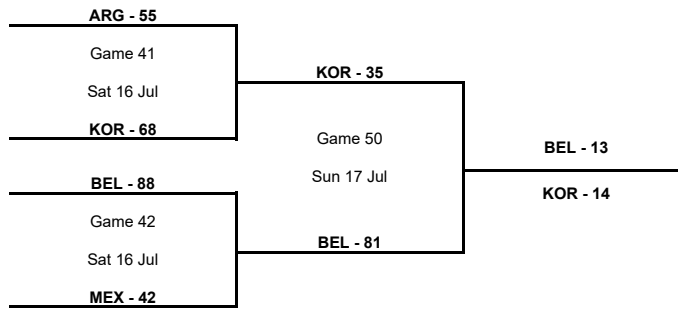 ARG - 55
Game 41
Sat 16 Jul
KOR - 68
BEL - 88
Game 42
Sat 16 Jul
MEX - 42
KOR - 35
Game 50
Sun 17 Jul
BEL - 81
BEL - 13
KOR - 14